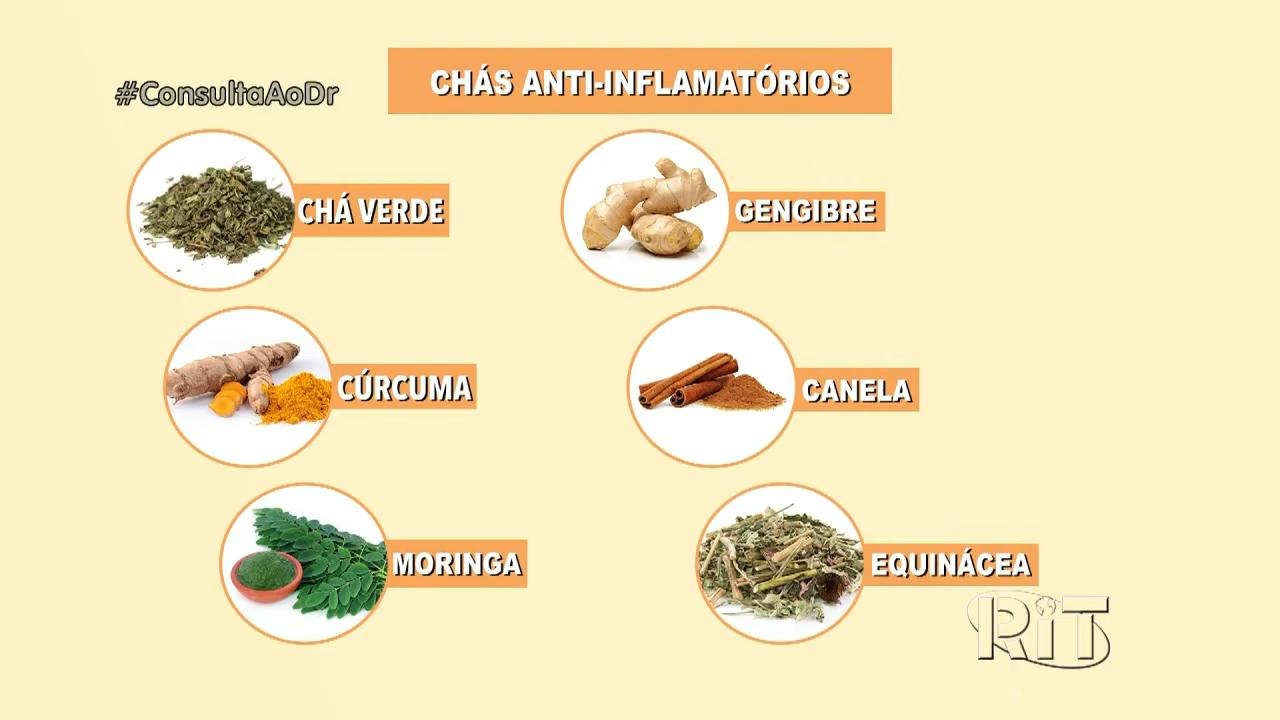 #ConsultaAoDr
CHÁS ANTI-INFLAMATÓRIOS
CHÁ VERDE
GENGIBRE
CÚRCUMA
CANELA
MORINGA
EQUINÁCEA
RiT